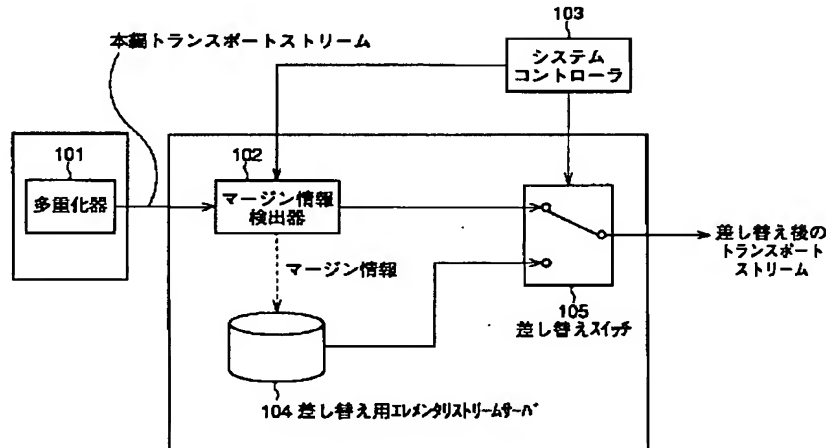 103
本編トランスポートストリーム
システム
コントローラ
101
102
多重化器
マージン情報
検出器
差し替え後の
トランスポート
ストリーム
マージン情報
105
差し替えスイッチ
104 差し替え用エレメンタリストリームサーバ